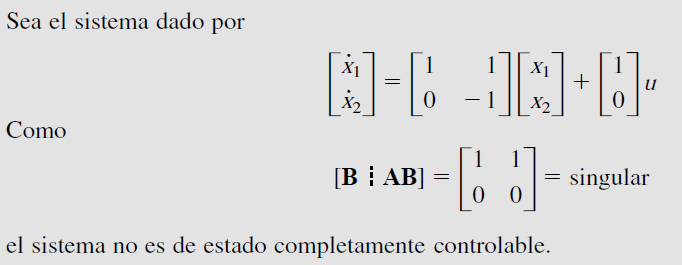 Sea el sistema dado por
[ẋ₁ ẋ₂] = [1 1; 0 −1] [x₁ x₂] + [1 0] u
Como
[B ⋮ AB] = [1 1; 0 0] = singular
el sistema no es de estado completamente controlable.